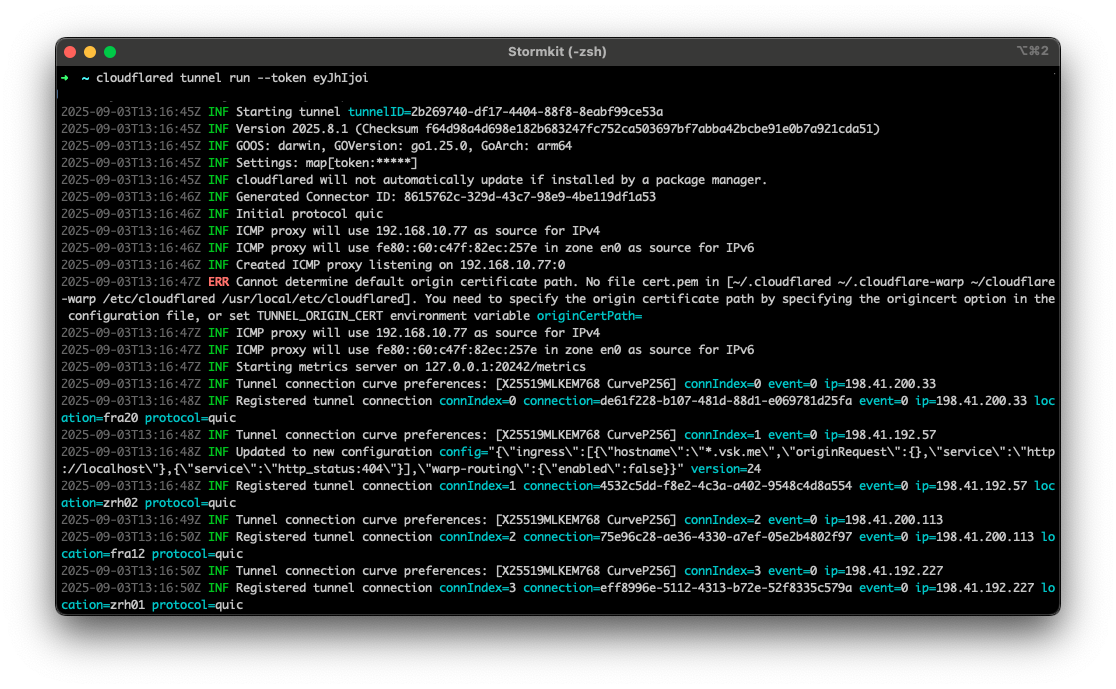 Stormkit (-zsh)
⌥⌘2
➜ ~ cloudflared tunnel run --token eyJhIjoi
2025-09-03T13:16:45Z INF Starting tunnel tunnelID=2b269740-df17-4404-88f8-8eabf99ce53a
2025-09-03T13:16:45Z INF Version 2025.8.1 (Checksum f64d98a4d698e182b683247fc752ca503697bf7abba42bcbe91e0b7a921cda51)
2025-09-03T13:16:45Z INF GOOS: darwin, GOVersion: go1.25.0, GoArch: arm64
2025-09-03T13:16:45Z INF Settings: map[token:*****]
2025-09-03T13:16:45Z INF cloudflared will not automatically update if installed by a package manager.
2025-09-03T13:16:46Z INF Generated Connector ID: 8615762c-329d-43c7-98e9-4be119df1a53
2025-09-03T13:16:46Z INF Initial protocol quic
2025-09-03T13:16:46Z INF ICMP proxy will use 192.168.10.77 as source for IPv4
2025-09-03T13:16:46Z INF ICMP proxy will use fe80::60:c47f:82ec:257e in zone en0 as source for IPv6
2025-09-03T13:16:46Z INF Created ICMP proxy listening on 192.168.10.77:0
2025-09-03T13:16:47Z ERR Cannot determine default origin certificate path. No file cert.pem in [~/.cloudflared ~/.cloudflare-warp ~/cloudflare
-warp /etc/cloudflared /usr/local/etc/cloudflared]. You need to specify the origin certificate path by specifying the origincert option in the
configuration file, or set TUNNEL_ORIGIN_CERT environment variable originCertPath=
2025-09-03T13:16:47Z INF ICMP proxy will use 192.168.10.77 as source for IPv4
2025-09-03T13:16:47Z INF ICMP proxy will use fe80::60:c47f:82ec:257e in zone en0 as source for IPv6
2025-09-03T13:16:47Z INF Starting metrics server on 127.0.0.1:20242/metrics
2025-09-03T13:16:47Z INF Tunnel connection curve preferences: [X25519MLKEM768 CurveP256] connIndex=0 event=0 ip=198.41.200.33
2025-09-03T13:16:48Z INF Registered tunnel connection connIndex=0 connection=de61f228-b107-481d-88d1-e069781d25fa event=0 ip=198.41.200.33 loc
ation=fra20 protocol=quic
2025-09-03T13:16:48Z INF Tunnel connection curve preferences: [X25519MLKEM768 CurveP256] connIndex=1 event=0 ip=198.41.192.57
2025-09-03T13:16:48Z INF Updated to new configuration config="{\"ingress\":[{\"hostname\":\"*.vsk.me\",\"originRequest\":{},\"service\":\"http
://localhost\"},{\"service\":\"http_status:404\"}],\"warp-routing\":{\"enabled\":false}}" version=24
2025-09-03T13:16:48Z INF Registered tunnel connection connIndex=1 connection=4532c5dd-f8e2-4c3a-a402-9548c4d8a554 event=0 ip=198.41.192.57 loc
ation=zrh02 protocol=quic
2025-09-03T13:16:49Z INF Tunnel connection curve preferences: [X25519MLKEM768 CurveP256] connIndex=2 event=0 ip=198.41.200.113
2025-09-03T13:16:50Z INF Registered tunnel connection connIndex=2 connection=75e96c28-ae36-4330-a7ef-05e2b4802f97 event=0 ip=198.41.200.113 lo
cation=fra12 protocol=quic
2025-09-03T13:16:50Z INF Tunnel connection curve preferences: [X25519MLKEM768 CurveP256] connIndex=3 event=0 ip=198.41.192.227
2025-09-03T13:16:50Z INF Registered tunnel connection connIndex=3 connection=eff8996e-5112-4313-b72e-52f8335c579a event=0 ip=198.41.192.227 lo
cation=zrh01 protocol=quic